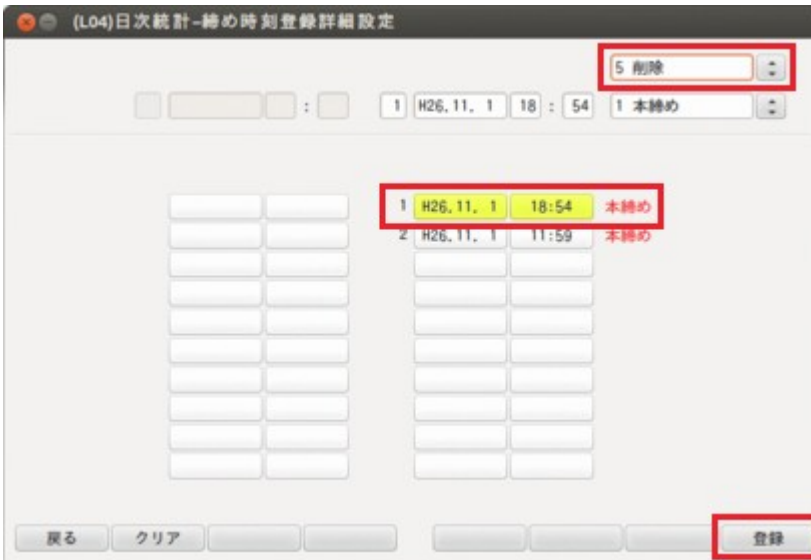 (L04)日次統計-締め時刻登録詳細設定
5 削除
: 1 H26.11. 1 18 : 54 1 本締め
1 H26.11. 1 18:54 本締め
2 H26.11. 1 11:59 本締め
戻る クリア 登録